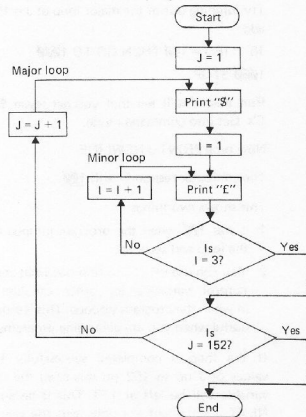 Start
J = 1
Major loop
Print "$"
J = J + 1
I = 1
Minor loop
I = I + 1
Print "£"
No
Is
I = 3?
Yes
No
Is
J = 152?
Yes
End